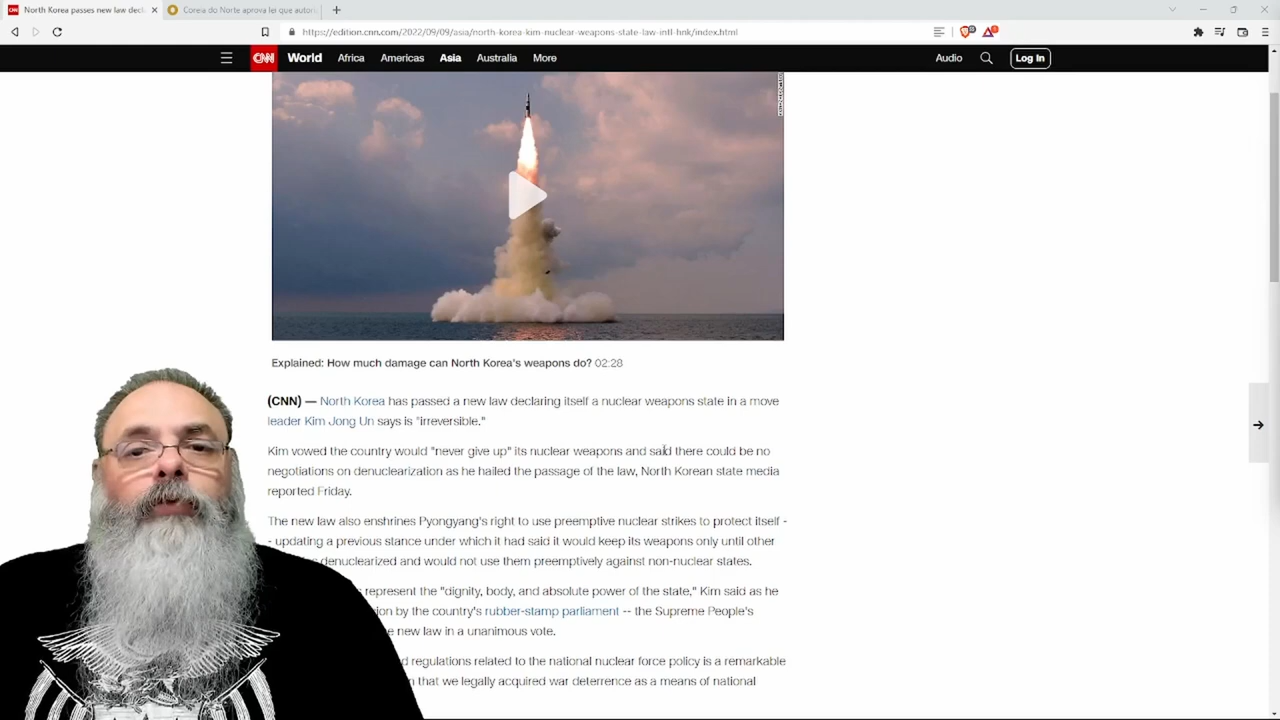 North Korea passes new law decl
Coreia do Norte aprova lei que autori
https://edition.cnn.com/2022/09/09/asia/north-korea-kim-nuclear-weapons-state-law-intl-hnk/index.html
CNN World Africa Americas Asia Australia More Audio Log In
Explained: How much damage can North Korea's weapons do? 02:28
(CNN) — North Korea has passed a new law declaring itself a nuclear weapons state in a move
leader Kim Jong Un says is "irreversible."
Kim vowed the country would "never give up" its nuclear weapons and said there could be no
negotiations on denuclearization as he hailed the passage of the law, North Korean state media
reported Friday.
The new law also enshrines Pyongyang's right to use preemptive nuclear strikes to protect itself -
- updating a previous stance under which it had said it would keep its weapons only until other
denuclearized and would not use them preemptively against non-nuclear states.
represent the "dignity, body, and absolute power of the state," Kim said as he
by the country's rubber-stamp parliament -- the Supreme People's
new law in a unanimous vote.
regulations related to the national nuclear force policy is a remarkable
that we legally acquired war deterrence as a means of national